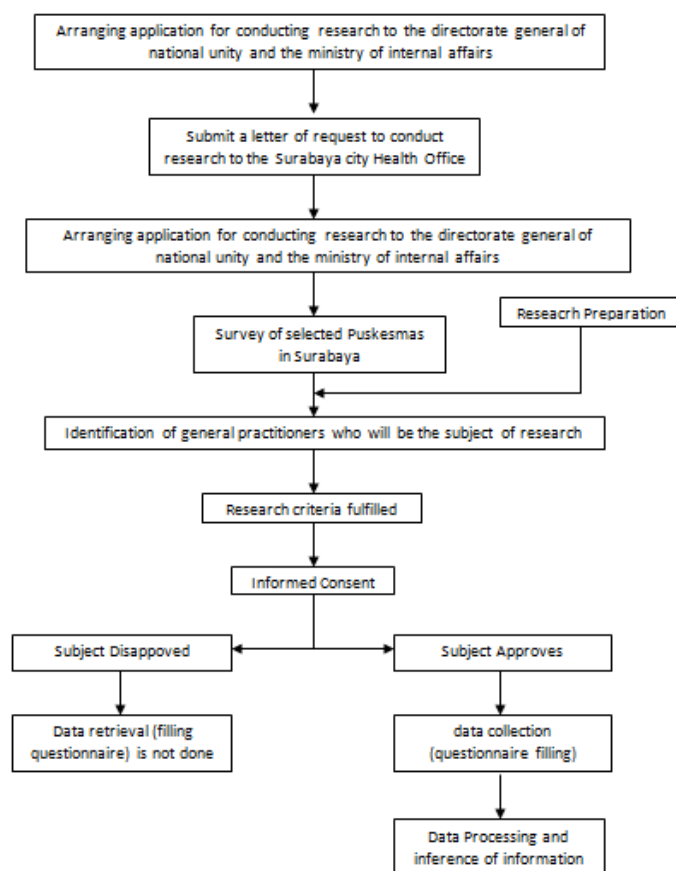 Arranging application for conducting research to the directorate general of
national unity and the ministry of internal affairs
Submit a letter of request to conduct
research to the Surabaya city Health Office
Arranging application for conducting research to the directorate general of
national unity and the ministry of internal affairs
Reseacrh Preparation
Survey of selected Puskesmas
in Surabaya
Identification of general practitioners who will be the subject of research
Research criteria fulfilled
Informed Consent
Subject Disappoved
Subject Approves
Data retrieval (filling
questionnaire) is not done
data collection
(questionnaire filling)
Data Processing and
inference of information